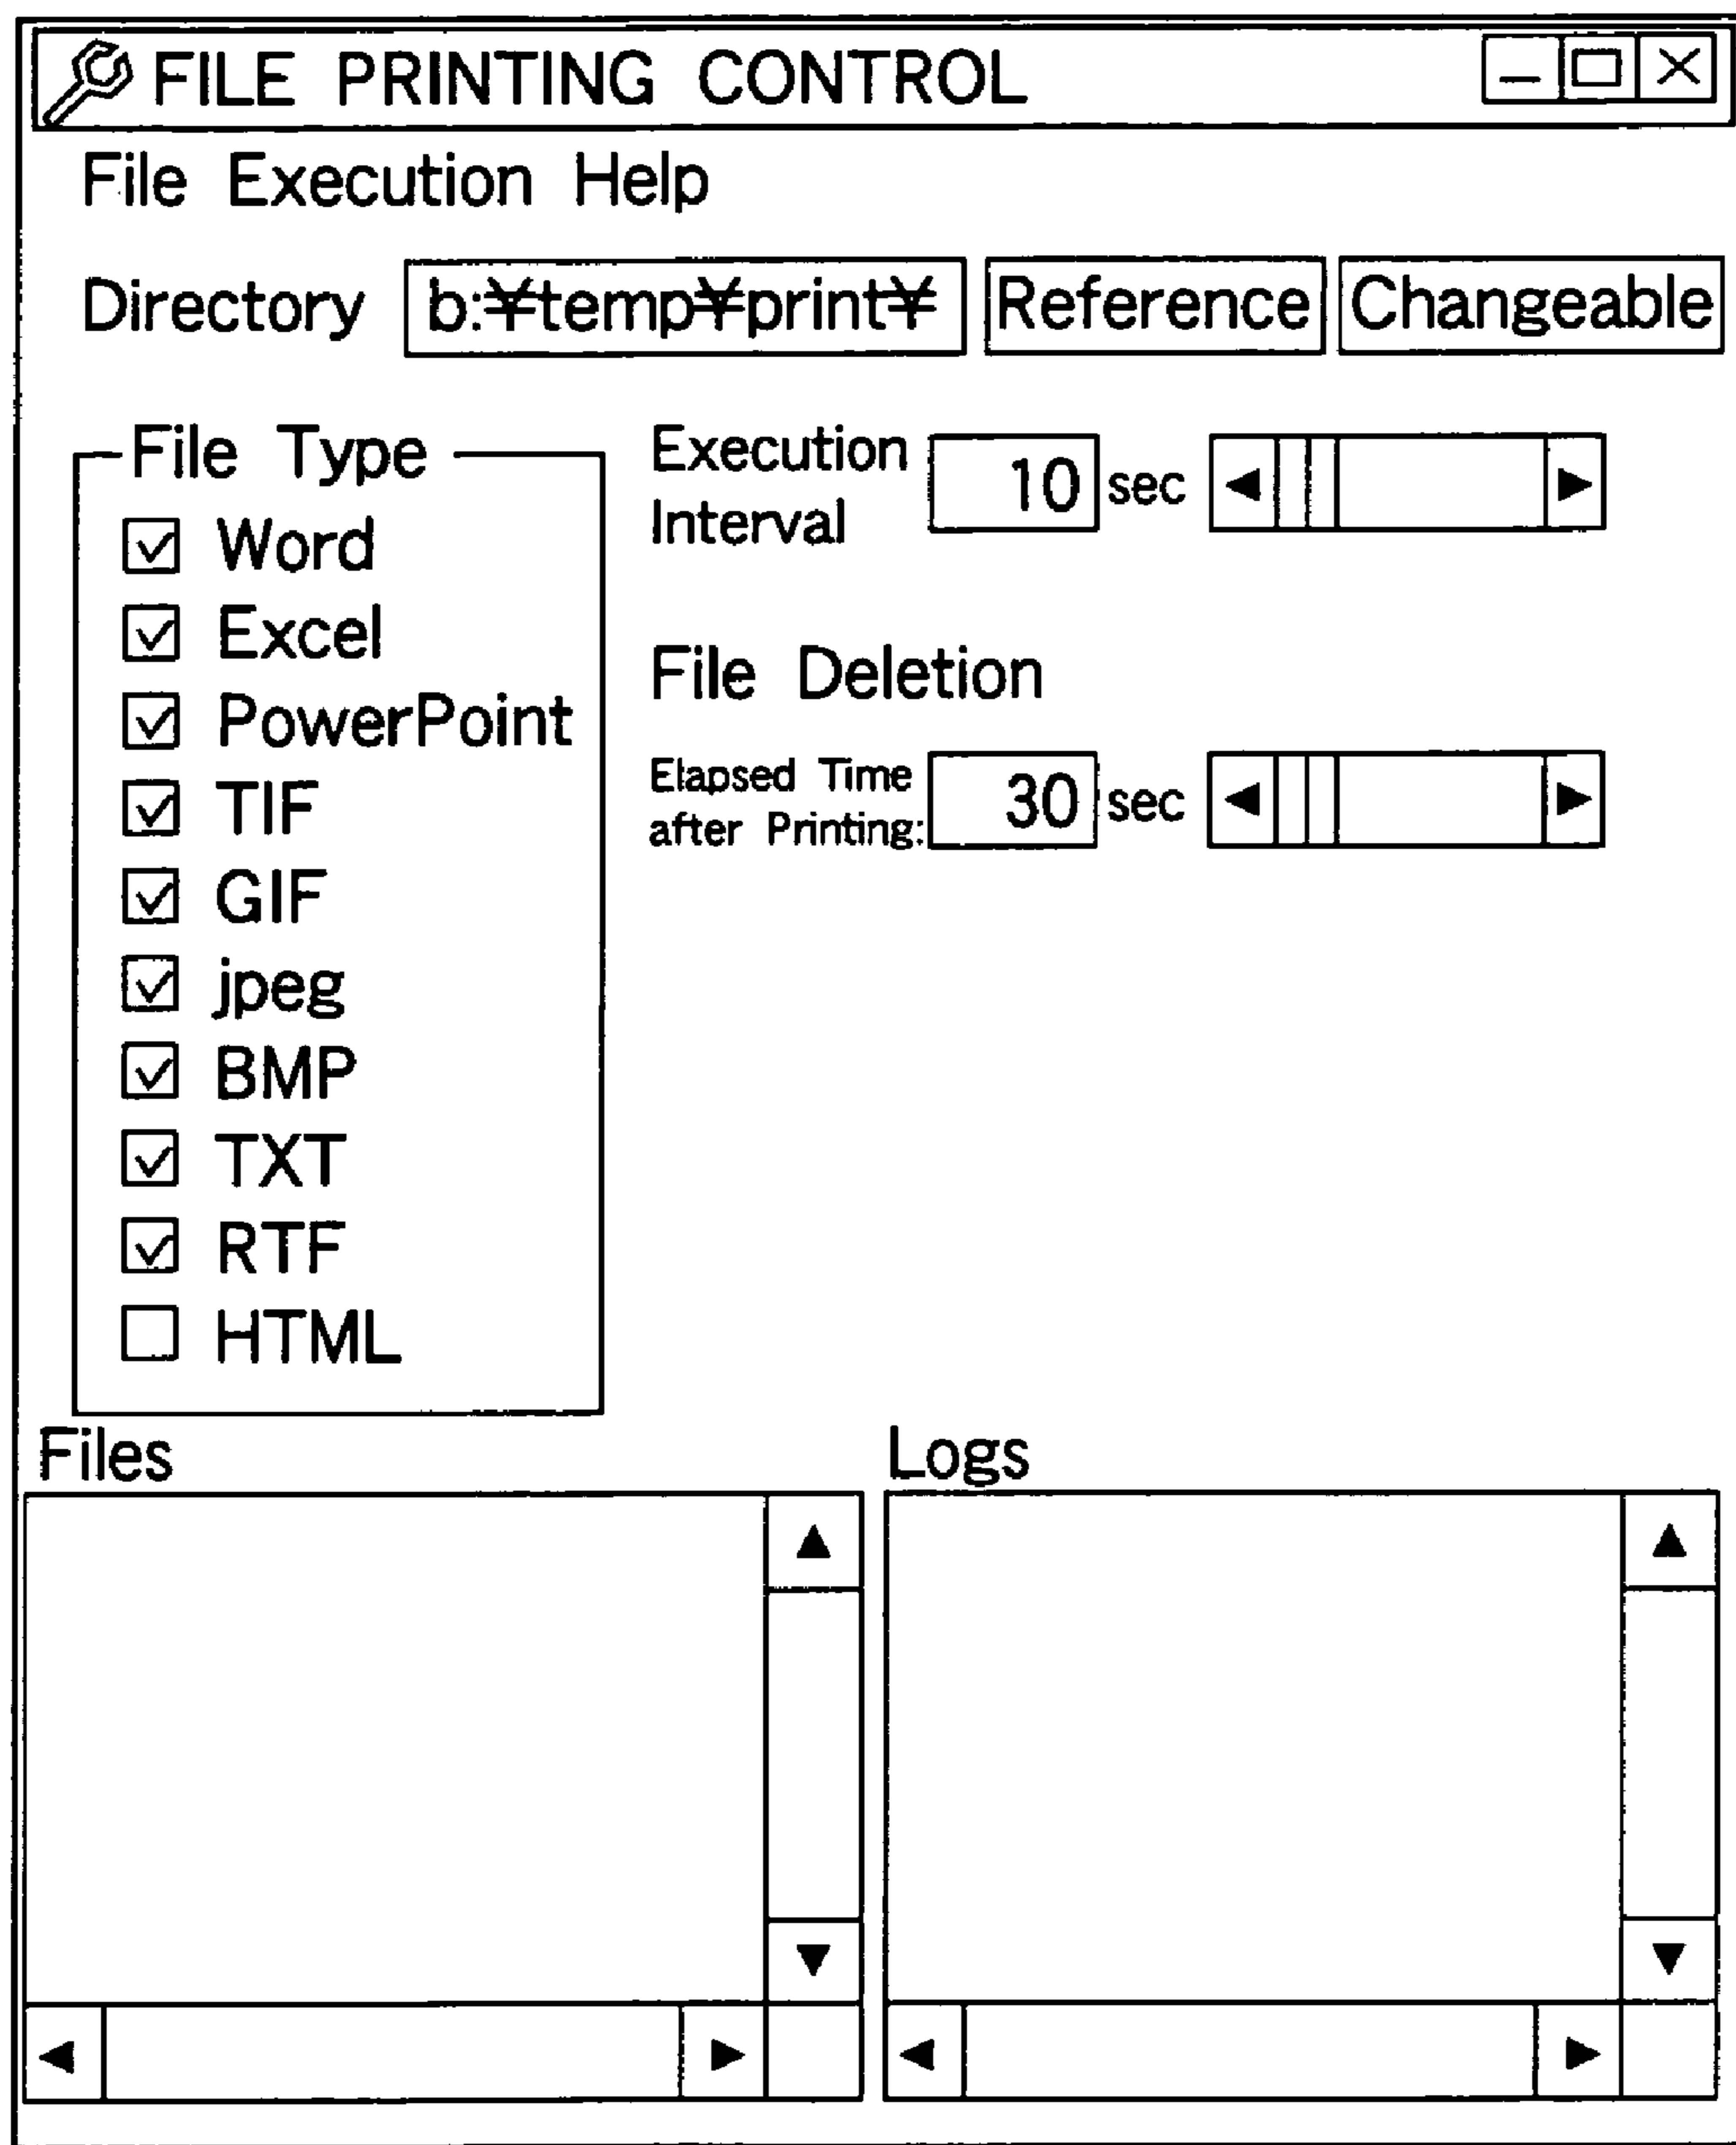 FILE PRINTING CONTROL
File Execution Help
Directory b:¥temp¥print¥ Reference Changeable
File Type
Word
Excel
PowerPoint
TIF
GIF
jpeg
BMP
TXT
RTF
HTML
Execution
Interval
10 sec
File Deletion
Elapsed Time
after Printing:
30 sec
Files
Logs